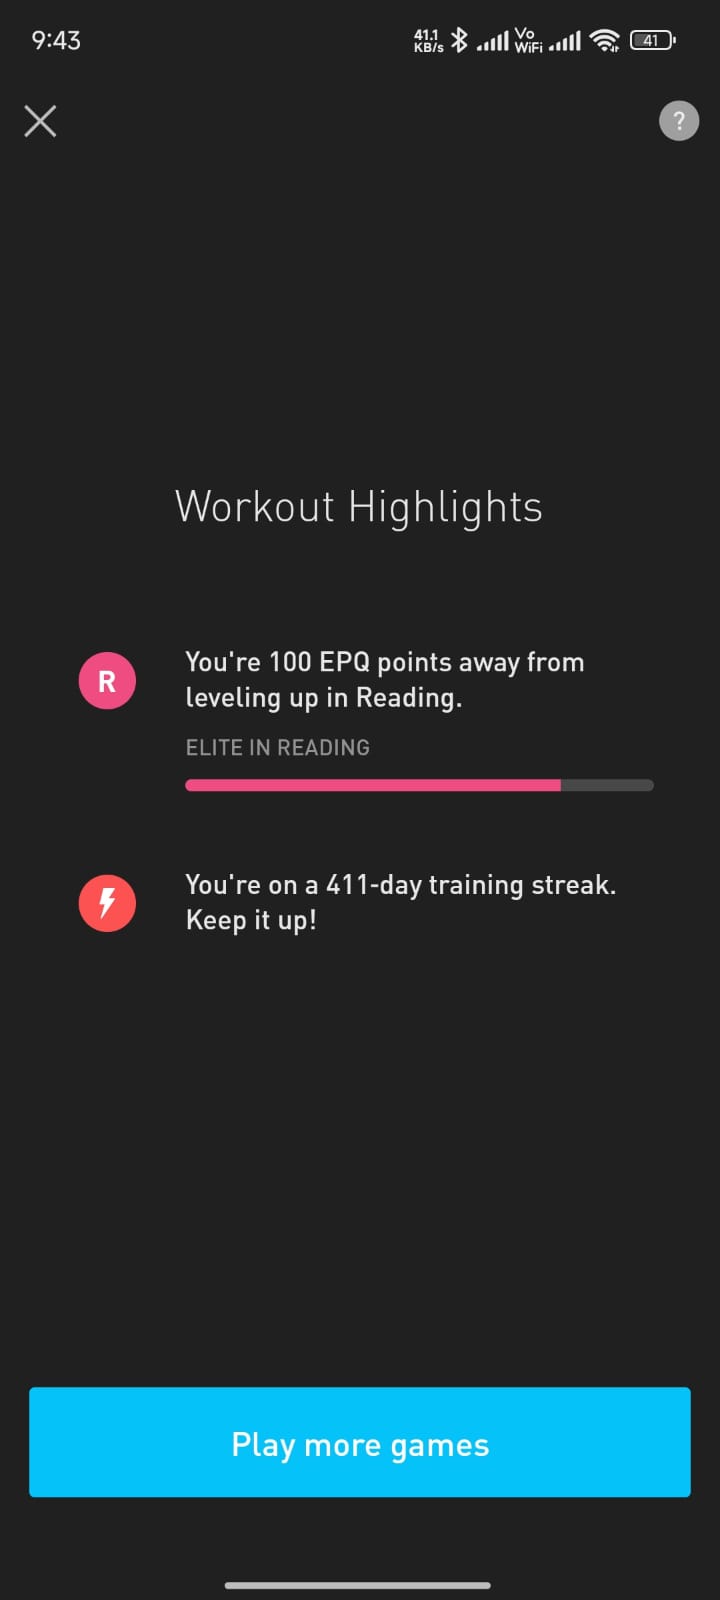 9:43
41.1
KB/s
Vo
WiFi
41
?
Workout Highlights
R
You're 100 EPQ points away from
leveling up in Reading.
ELITE IN READING
You're on a 411-day training streak.
Keep it up!
Play more games